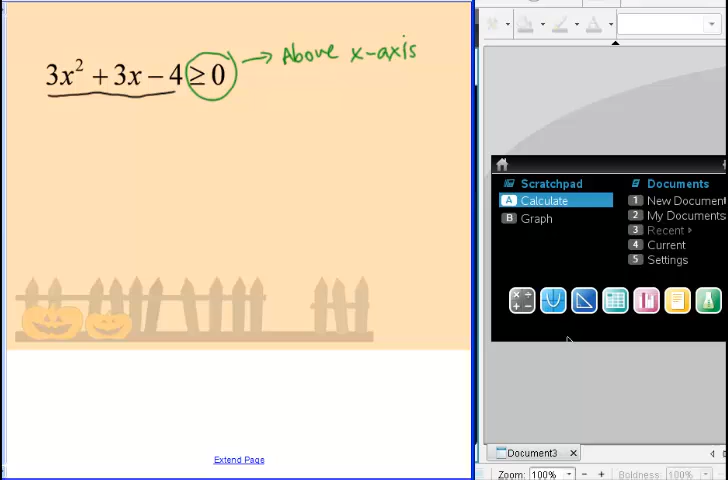 3x² + 3x − 4 ≥ 0 → Above x-axis
Extend Page
Scratchpad
A Calculate
B Graph
Documents
1 New Document
2 My Documents
3 Recent ▸
4 Current
5 Settings
Document3
Zoom: 100% Boldness: 100%